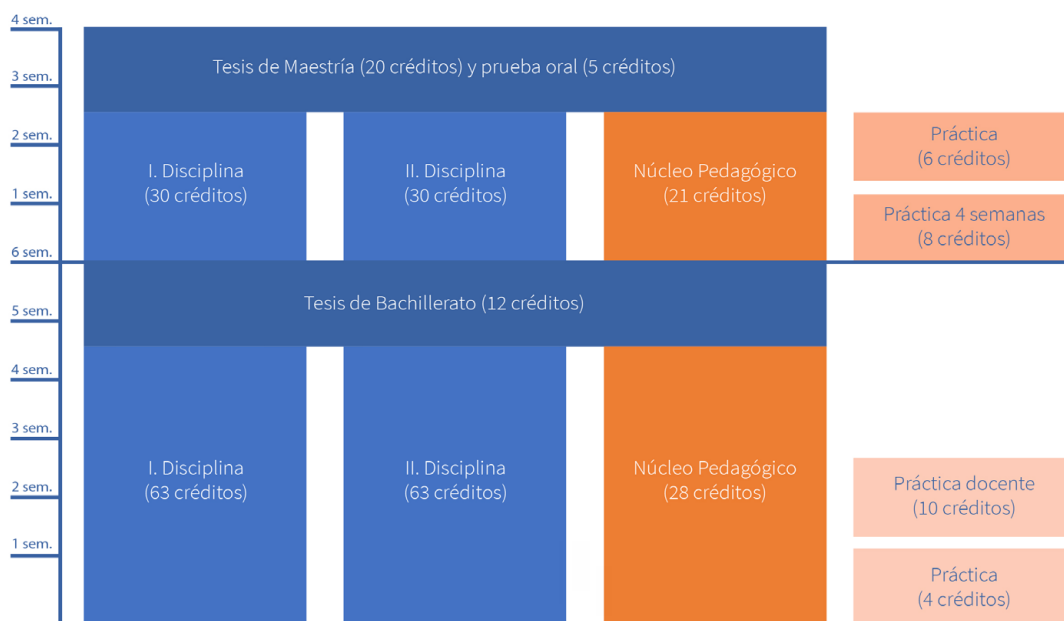 4 sem.
Tesis de Maestría (20 créditos) y prueba oral (5 créditos)
3 sem.
2 sem.
I. Disciplina
(30 créditos)
II. Disciplina
(30 créditos)
Núcleo Pedagógico
(21 créditos)
Práctica
(6 créditos)
1 sem.
Práctica 4 semanas
(8 créditos)
6 sem.
Tesis de Bachillerato (12 créditos)
5 sem.
4 sem.
3 sem.
I. Disciplina
(63 créditos)
II. Disciplina
(63 créditos)
Núcleo Pedagógico
(28 créditos)
2 sem.
Práctica docente
(10 créditos)
1 sem.
Práctica
(4 créditos)